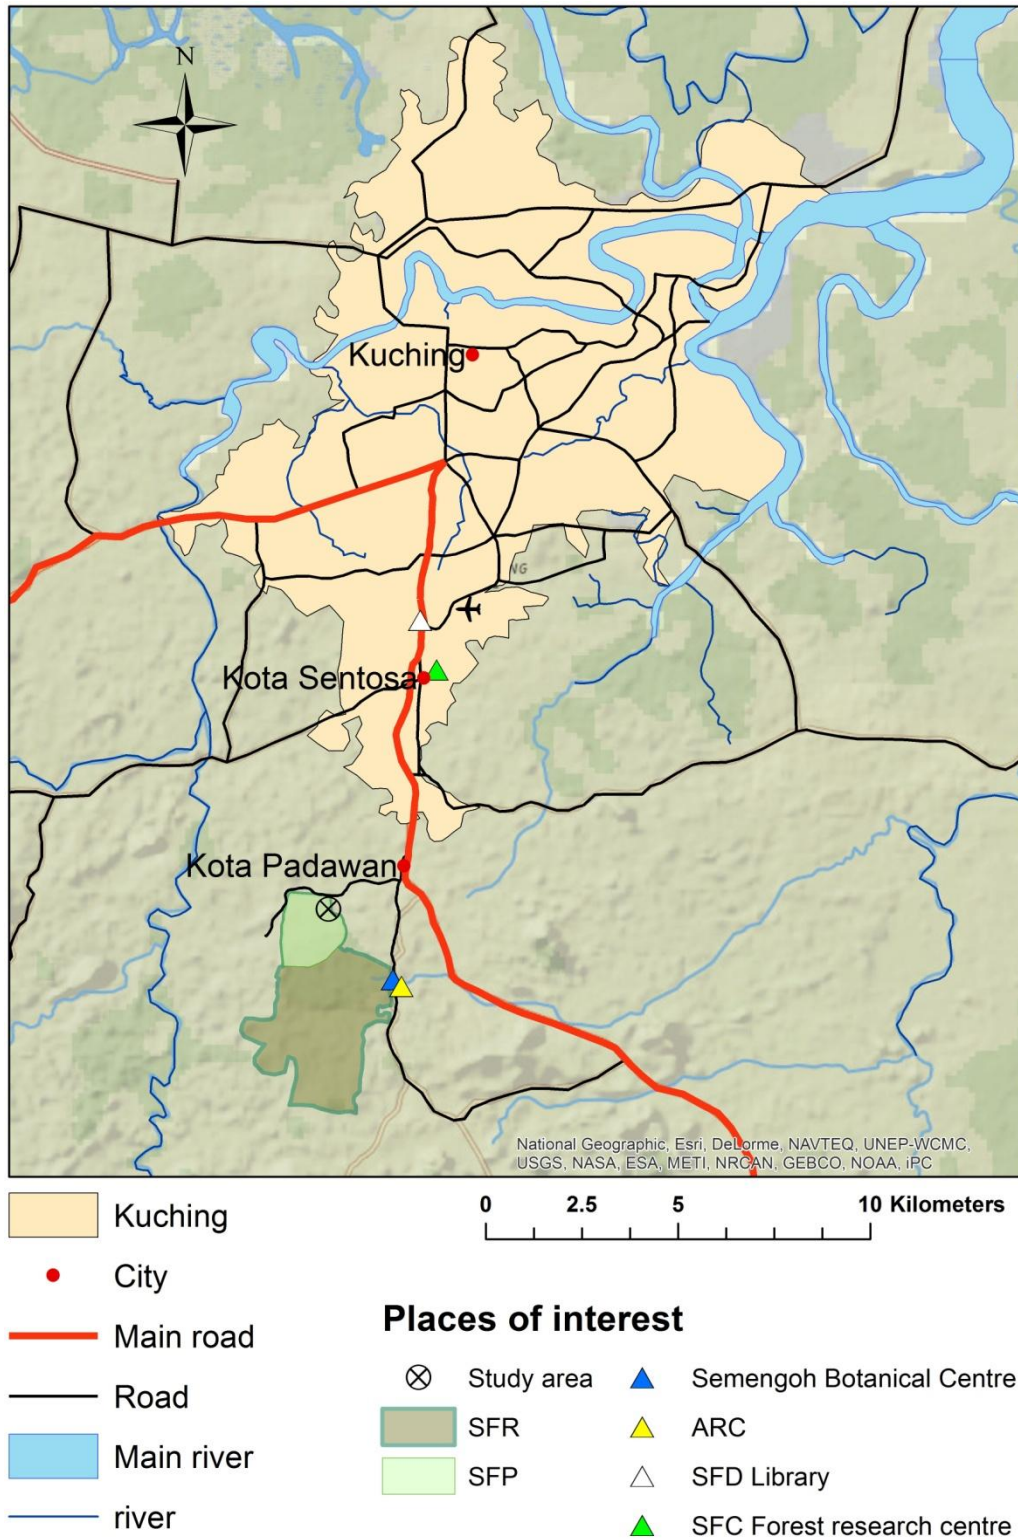 N
Kuching
NG
Kota Sentosa
Kota Padawan
National Geographic, Esri, DeLorme, NAVTEQ, UNEP-WCMC,
USGS, NASA, ESA, METI, NRCAN, GEBCO, NOAA, iPC
Kuching
City
Main road
Road
Main river
river
0 2.5 5 10 Kilometers
Places of interest
Study area
SFR
SFP
Semengoh Botanical Centre
ARC
SFD Library
SFC Forest research centre